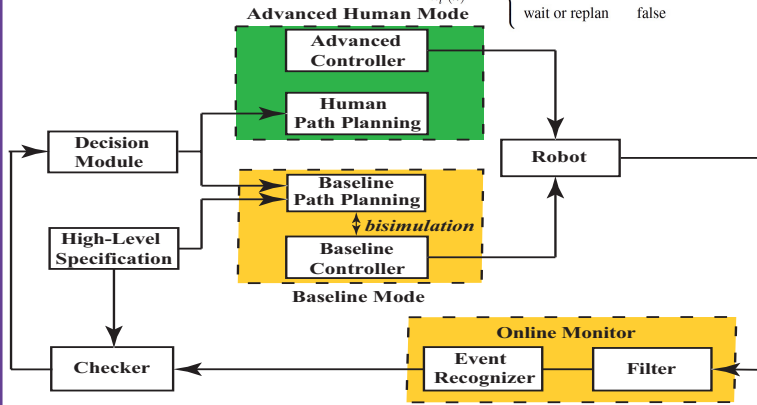 Advanced Human Mode
wait or replan false
Advanced
Controller
Human
Path Planning
Decision
Module
Robot
Baseline
Path Planning
bisimulation
High-Level
Specification
Baseline
Controller
Baseline Mode
Online Monitor
Checker
Event
Recognizer
Filter